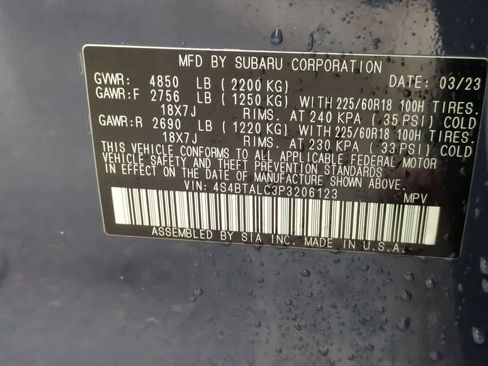 MFD BY SUBARU CORPORATION
GVWR: 4850 LB (2200 KG) DATE: 03/23
GAWR:F 2756 LB (1250 KG) WITH 225/60R18 100H TIRES.
18X7J RIMS. AT 240 KPA (35 PSI) COLD
GAWR:R 2690 LB (1220 KG) WITH 225/60R18 100H TIRES.
18X7J RIMS. AT 230 KPA (33 PSI) COLD
THIS VEHICLE CONFORMS TO ALL APPLICABLE FEDERAL MOTOR
VEHICLE SAFETY AND THEFT PREVENTION STANDARDS
IN EFFECT ON THE DATE OF MANUFACTURE SHOWN ABOVE.
VIN: 4S4BTALC3P3206123 MPV
ASSEMBLED BY SIA INC. MADE IN U.S.A.